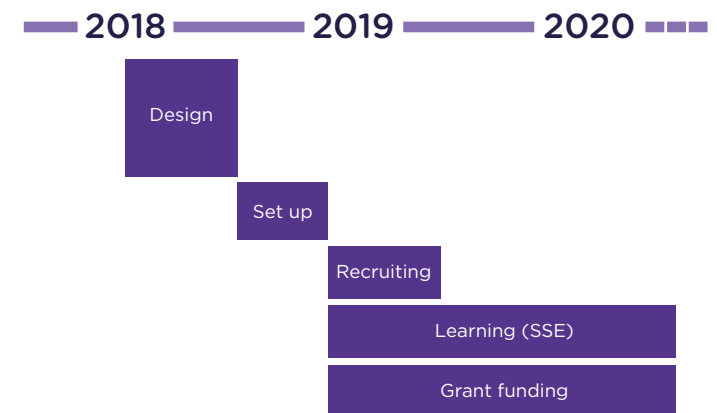 2018 2019 2020
Design
Set up
Recruiting
Learning (SSE)
Grant funding